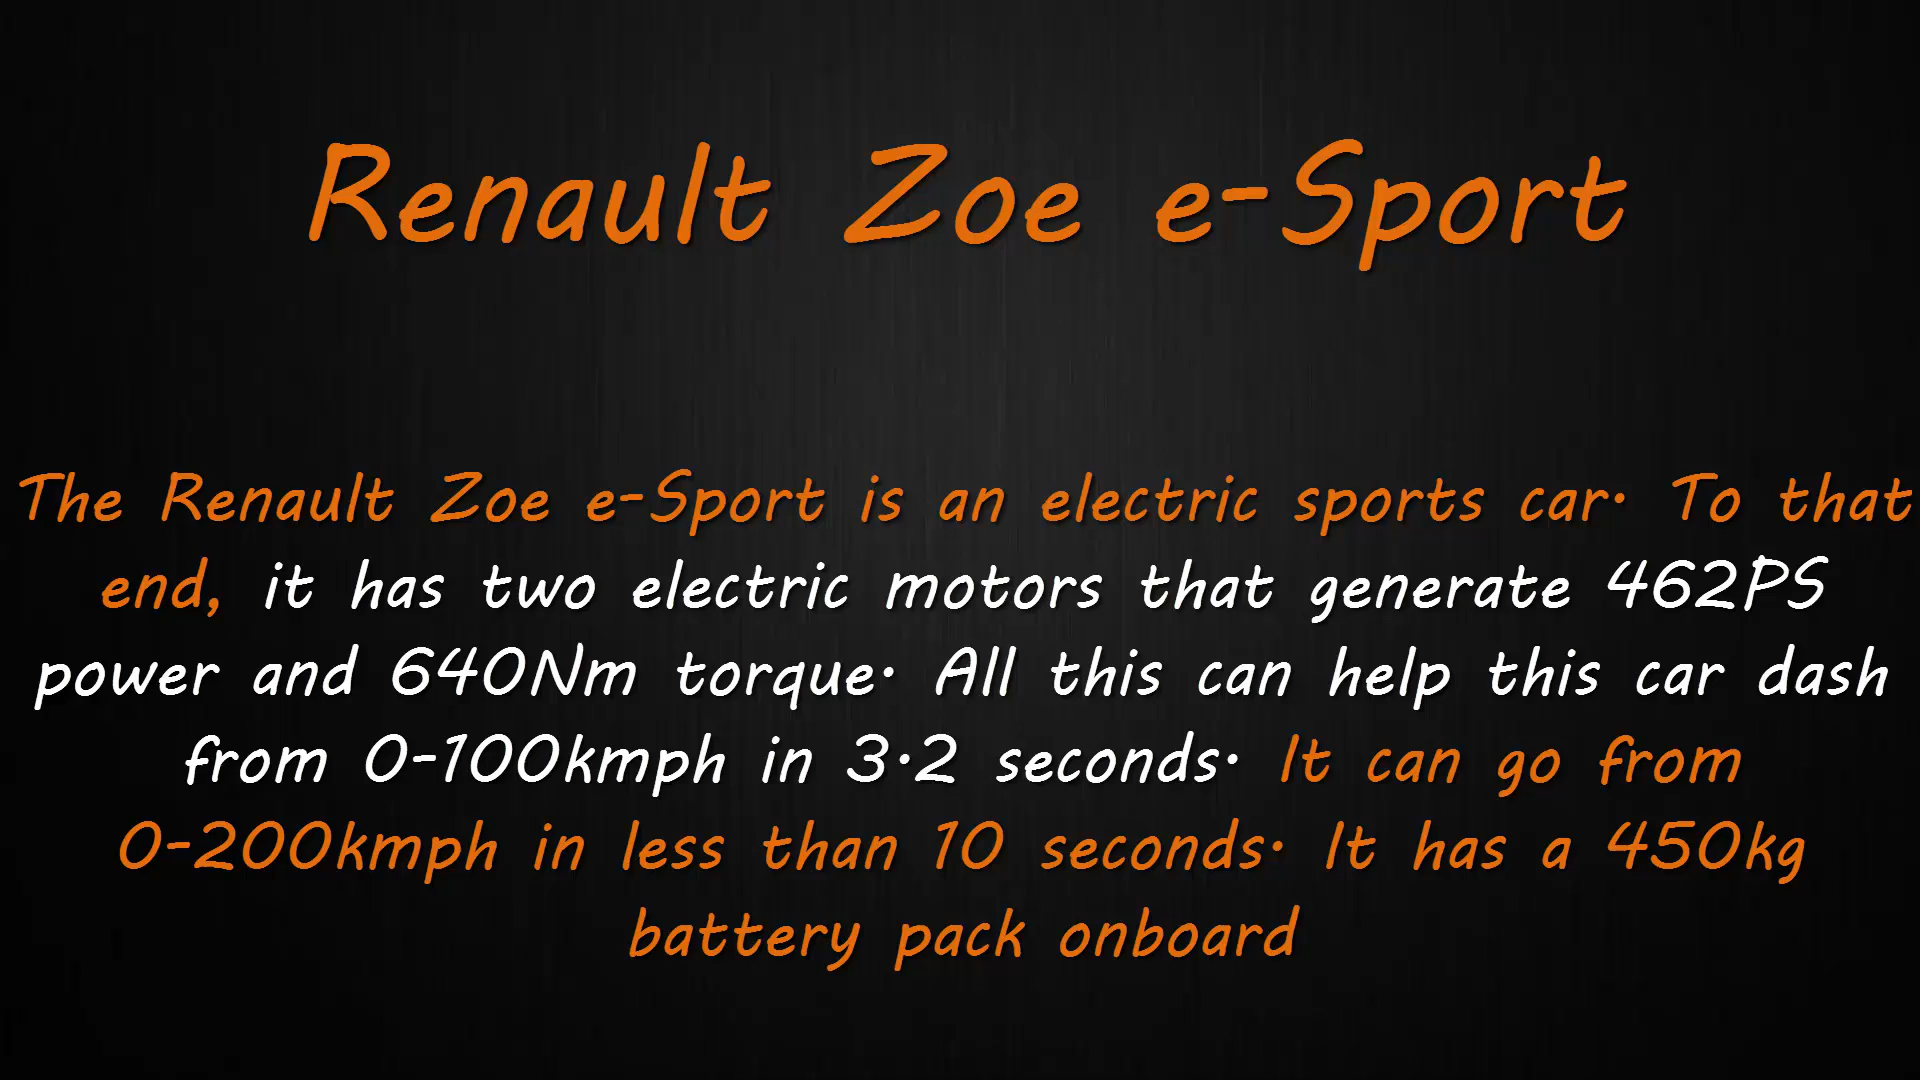 Renault Zoe e-Sport
The Renault Zoe e-Sport is an electric sports car. To that
end, it has two electric motors that generate 462PS
power and 640Nm torque. All this can help this car dash
from 0-100kmph in 3.2 seconds. It can go from
0-200kmph in less than 10 seconds. It has a 450kg
battery pack onboard